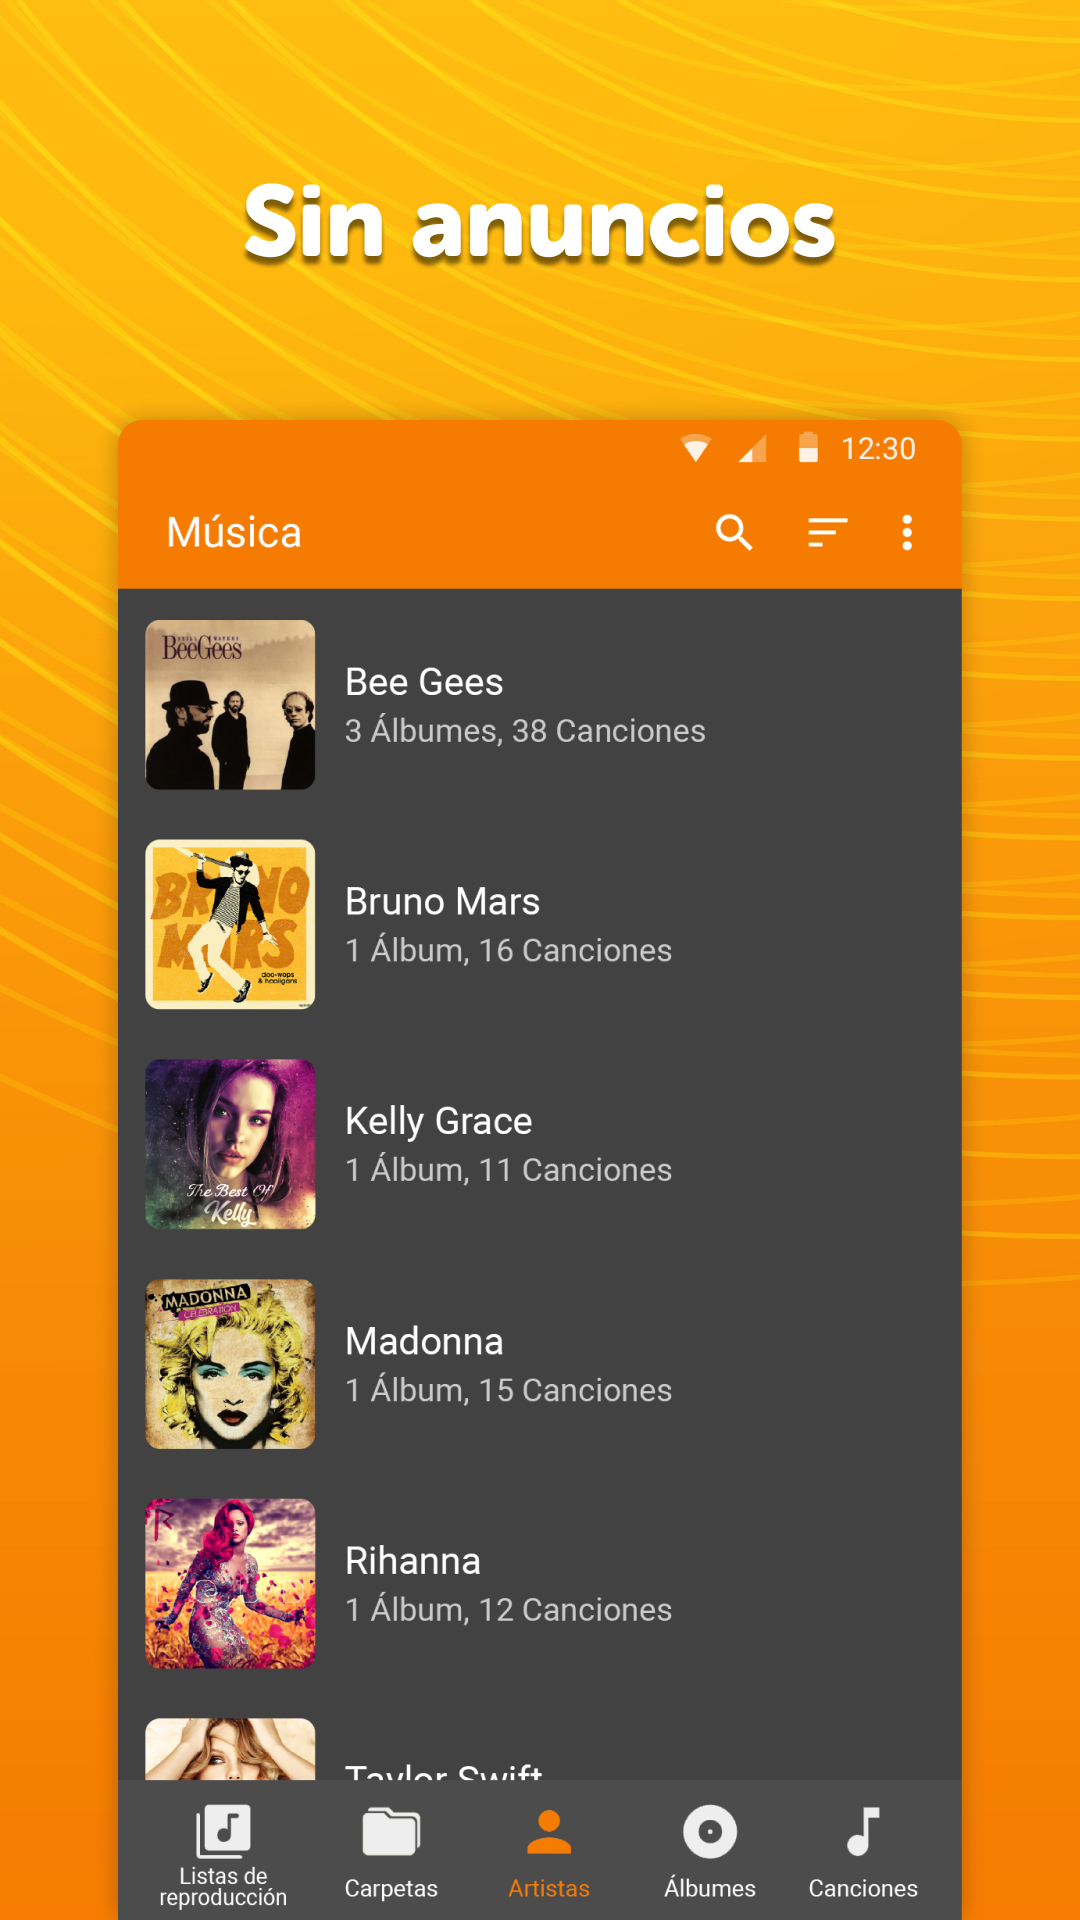 Sin anuncios
12:30
Música
BeeGees
Bee Gees
3 Álbumes, 38 Canciones
BRUNO
MARS
doo-wops
& hooligans
Bruno Mars
1 Álbum, 16 Canciones
The Best Of
Kelly
Kelly Grace
1 Álbum, 11 Canciones
MADONNA
CELEBRATION
Madonna
1 Álbum, 15 Canciones
R
Rihanna
1 Álbum, 12 Canciones
Taylor Swift
Listas de
reproducción
Carpetas
Artistas
Álbumes
Canciones